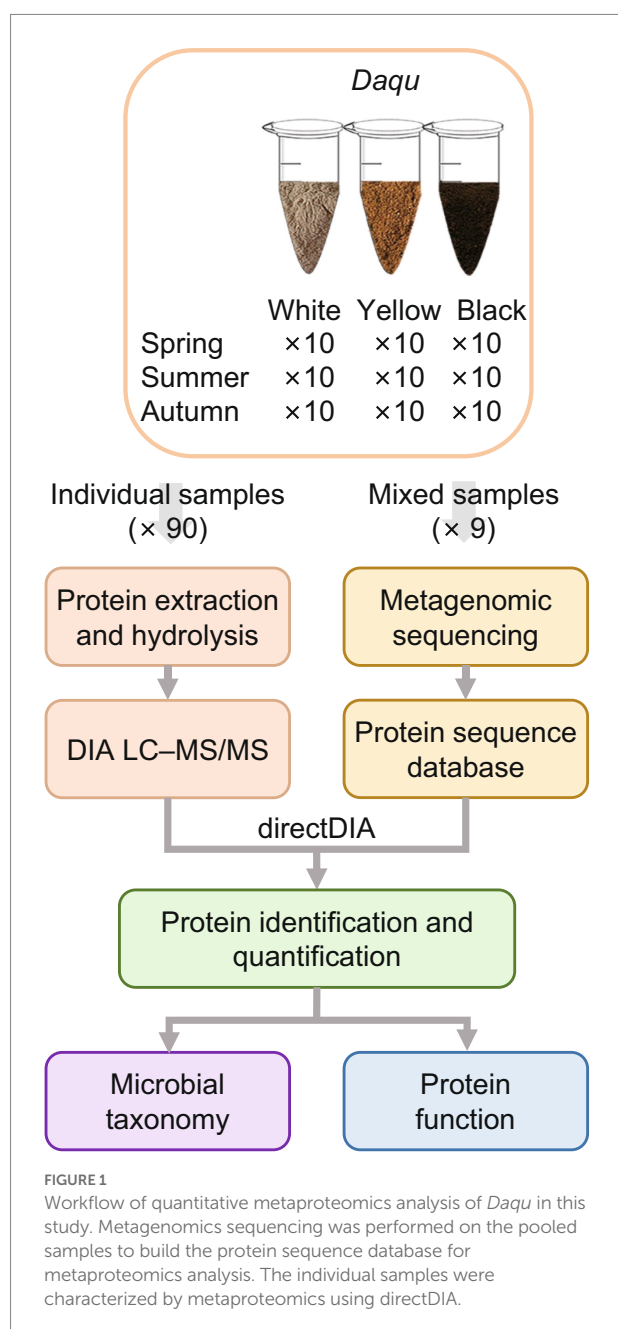 Daqu
White Yellow Black
Spring ×10 ×10 ×10
Summer ×10 ×10 ×10
Autumn ×10 ×10 ×10
Individual samples
(× 90)
Mixed samples
(× 9)
Protein extraction
and hydrolysis
Metagenomic
sequencing
DIA LC–MS/MS
Protein sequence
database
directDIA
Protein identification and
quantification
Microbial
taxonomy
Protein
function
FIGURE 1
Workflow of quantitative metaproteomics analysis of Daqu in this
study. Metagenomics sequencing was performed on the pooled
samples to build the protein sequence database for
metaproteomics analysis. The individual samples were
characterized by metaproteomics using directDIA.